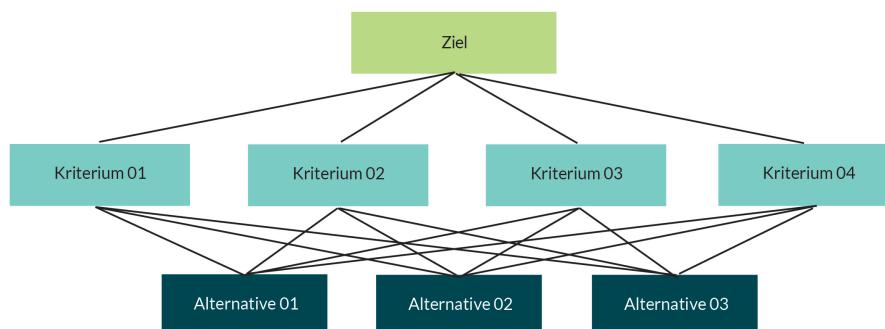 Ziel
Kriterium 01
Kriterium 02
Kriterium 03
Kriterium 04
Alternative 01
Alternative 02
Alternative 03